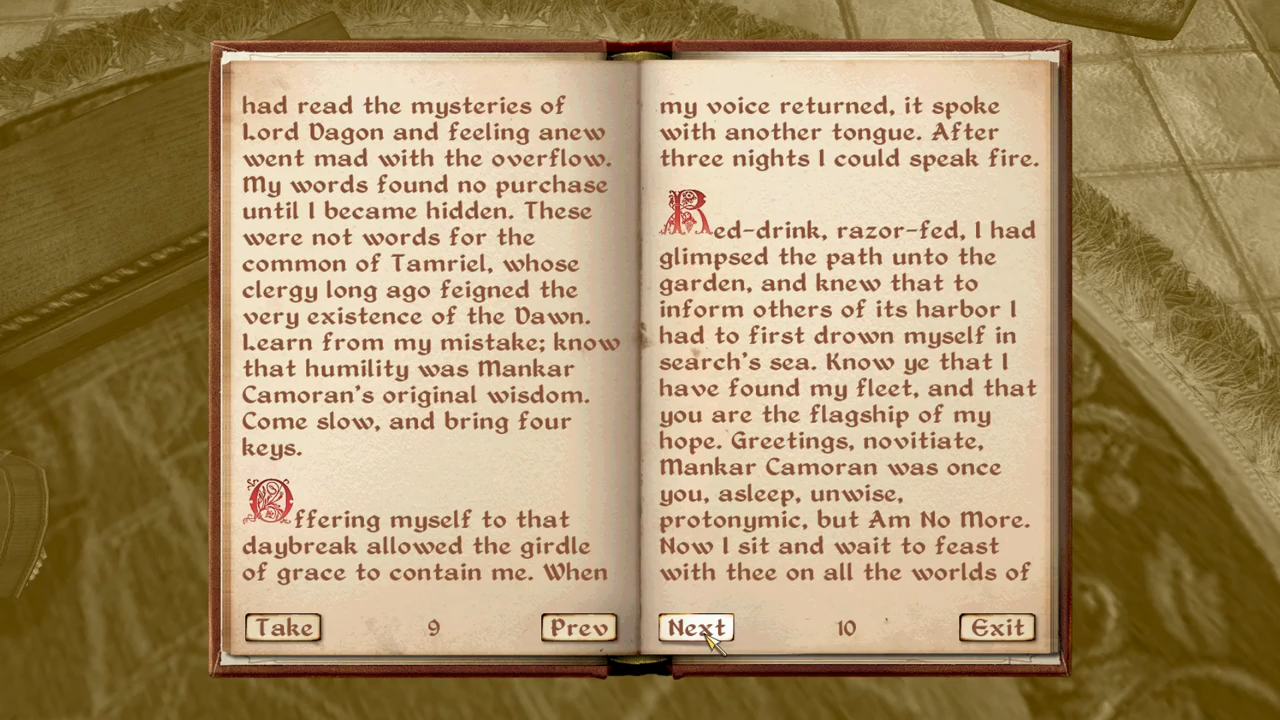 had read the mysteries of
Lord Dagon and feeling anew
went mad with the overflow.
My words found no purchase
until I became hidden. These
were not words for the
common of Tamriel, whose
clergy long ago feigned the
very existence of the Dawn.
Learn from my mistake; know
that humility was Mankar
Camoran's original wisdom.
Come slow, and bring four
keys.
Offering myself to that
daybreak allowed the girdle
of grace to contain me. When
my voice returned, it spoke
with another tongue. After
three nights I could speak fire.
Red-drink, razor-fed, I had
glimpsed the path unto the
garden, and knew that to
inform others of its harbor I
had to first drown myself in
search's sea. Know ye that I
have found my fleet, and that
you are the flagship of my
hope. Greetings, novitiate,
Mankar Camoran was once
you, asleep, unwise,
protonymic, but Am No More.
Now I sit and wait to feast
with thee on all the worlds of
Take 9 Prev Next 10 Exit